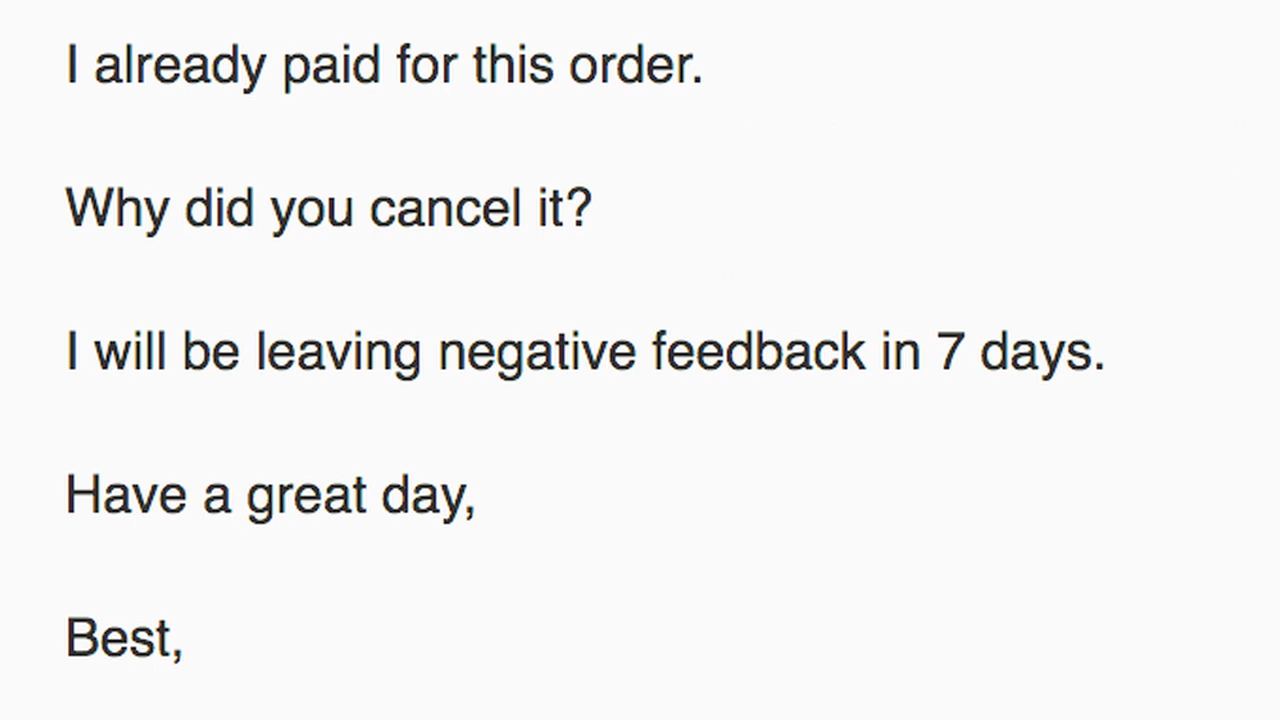 I already paid for this order.
Why did you cancel it?
I will be leaving negative feedback in 7 days.
Have a great day,
Best,